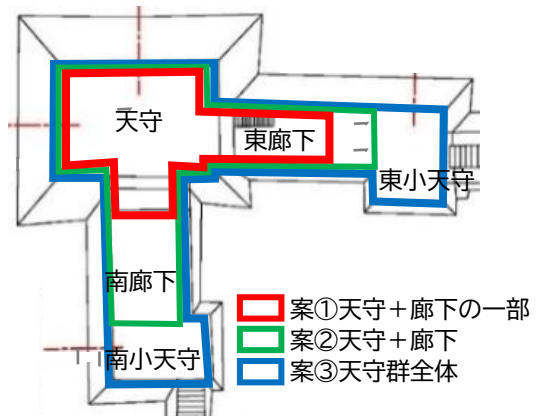 天守
東廊下
東小天守
南廊下
南小天守
案①天守＋廊下の一部
案②天守＋廊下
案③天守群全体